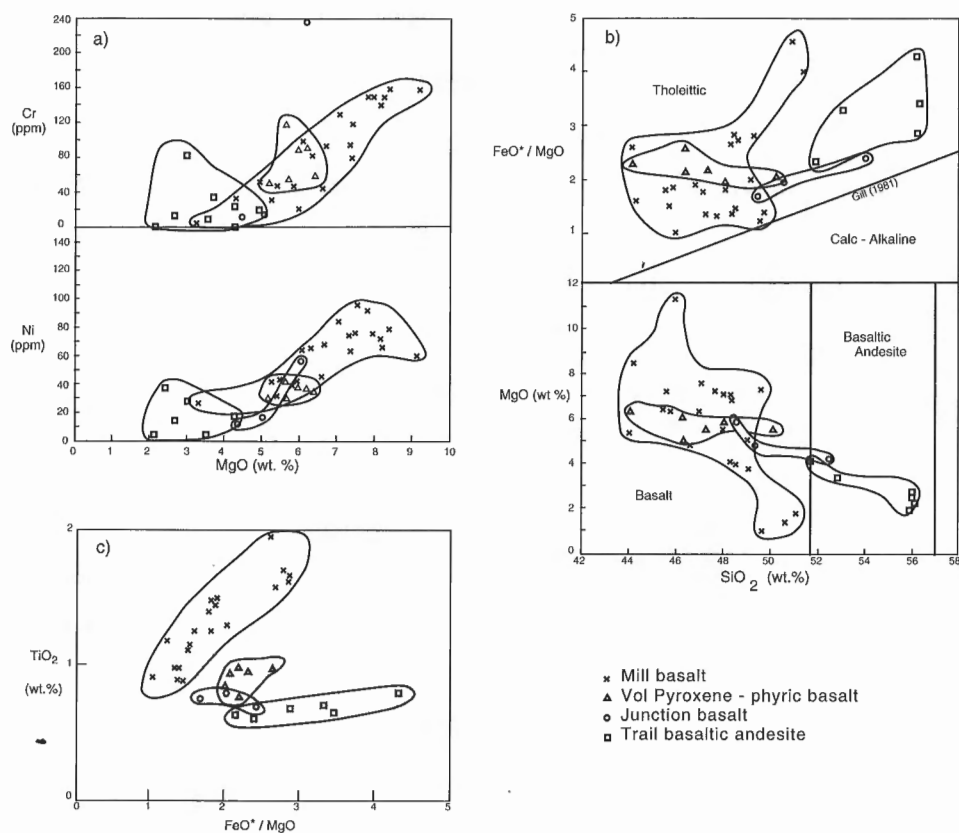 a)
Cr
(ppm)
240
200
160
120
80
40
0
Ni
(ppm)
140
120
100
80
60
40
20
0
0 1 2 3 4 5 6 7 8 9 10
MgO (wt. %)
b)
Tholeittic
FeO* / MgO
5
4
3
2
1
Gill (1981)
Calc - Alkaline
12
MgO (wt %)
10
8
6
5
4
2
0
Basaltic
Andesite
Basalt
42 44 46 48 50 52 54 56 58
SiO2 (wt.%)
c)
TiO2
(wt.%)
2
1
0
0 1 2 3 4 5
FeO* / MgO
× Mill basalt
△ Vol Pyroxene - phyric basalt
○ Junction basalt
□ Trail basaltic andesite